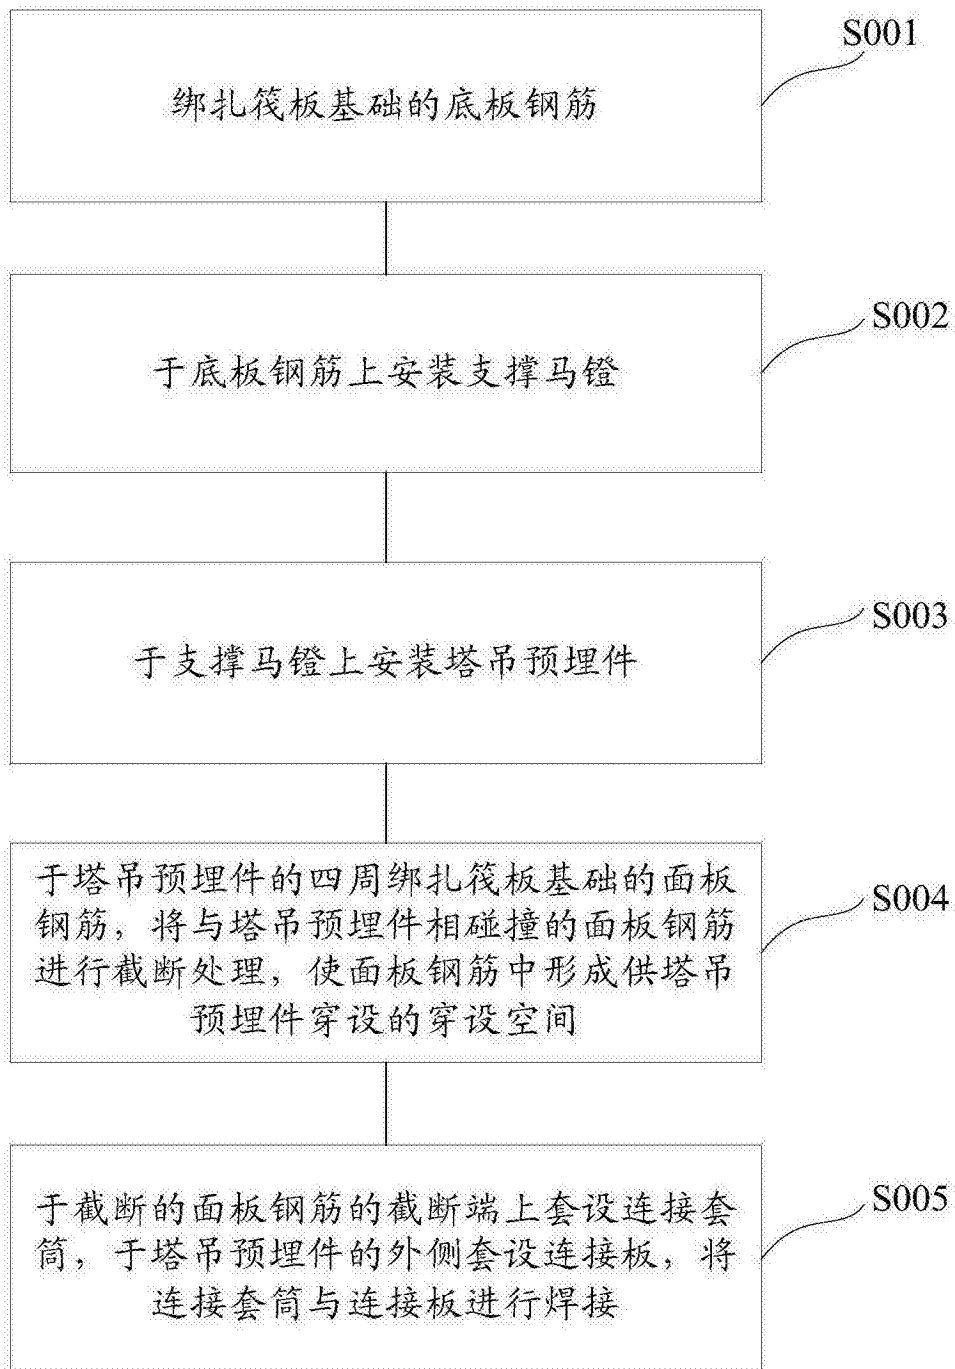 S001
绑扎筏板基础的底板钢筋
S002
于底板钢筋上安装支撑马镫
S003
于支撑马镫上安装塔吊预埋件
S004
于塔吊预埋件的四周绑扎筏板基础的面板
钢筋，将与塔吊预埋件相碰撞的面板钢筋
进行截断处理，使面板钢筋中形成供塔吊
预埋件穿设的穿设空间
S005
于截断的面板钢筋的截断端上套设连接套
筒，于塔吊预埋件的外侧套设连接板，将
连接套筒与连接板进行焊接